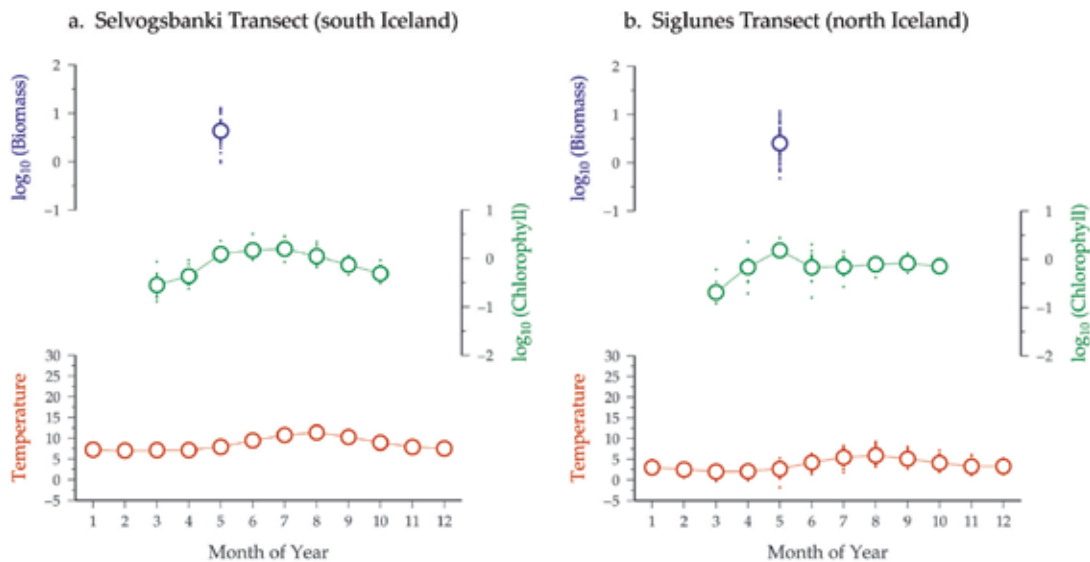 a. Selvogsbanki Transect (south Iceland)
log10 (Biomass)
2
1
0
-1
log10 (Chlorophyll)
1
0
-1
-2
Temperature
30
25
20
15
10
5
0
-5
1 2 3 4 5 6 7 8 9 10 11 12
Month of Year
b. Siglunes Transect (north Iceland)
log10 (Biomass)
2
1
0
-1
log10 (Chlorophyll)
1
0
-1
-2
Temperature
30
25
20
15
10
5
0
-5
1 2 3 4 5 6 7 8 9 10 11 12
Month of Year